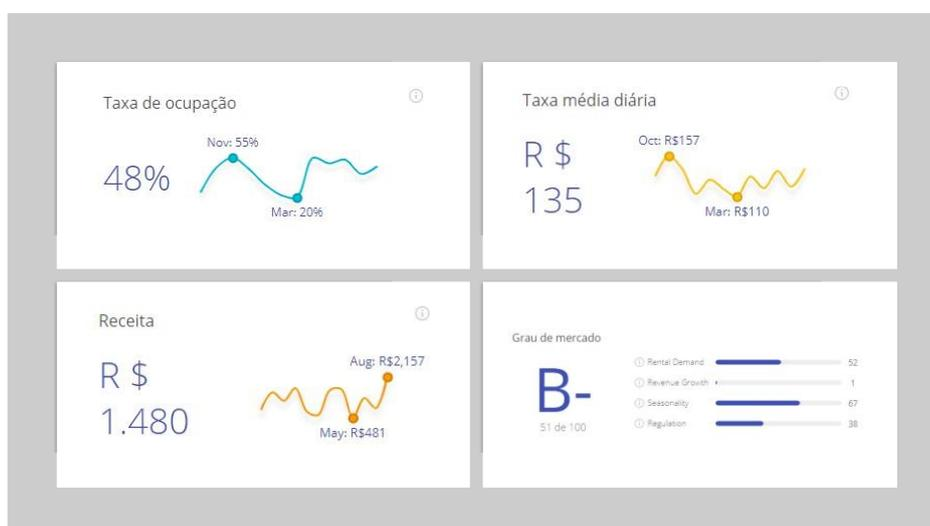 Taxa de ocupação
48%
Nov: 55%
Mar: 20%
Taxa média diária
R $
135
Oct: R$157
Mar: R$110
Receita
R $
1.480
Aug: R$2,157
May: R$481
Grau de mercado
B-
51 de 100
Rental Demand 52
Revenue Growth 1
Seasonality 67
Regulation 38